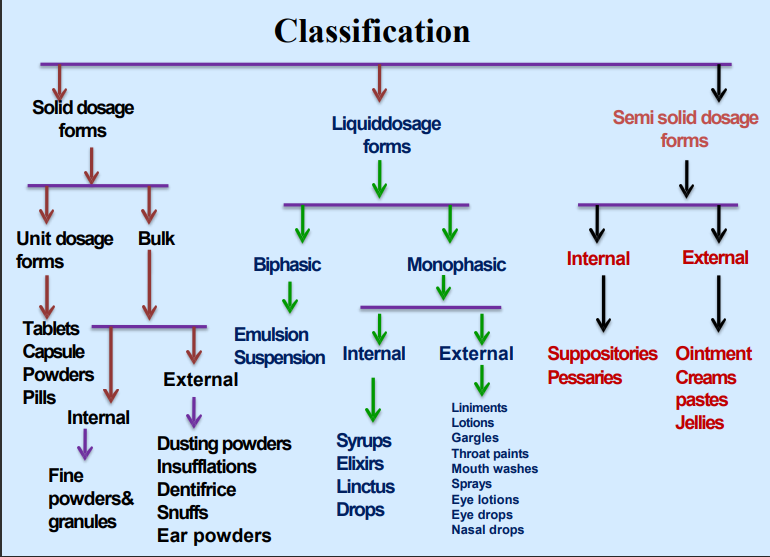 Classification
Solid dosage
forms
Liquiddosage
forms
Semi solid dosage
forms
Unit dosage
forms
Bulk
Biphasic
Monophasic
Internal
External
Tablets
Capsule
Powders
Pills
Internal
External
Emulsion
Suspension
Internal
External
Suppositories
Pessaries
Ointment
Creams
pastes
Jellies
Fine
powders&
granules
Dusting powders
Insufflations
Dentifrice
Snuffs
Ear powders
Syrups
Elixirs
Linctus
Drops
Liniments
Lotions
Gargles
Throat paints
Mouth washes
Sprays
Eye lotions
Eye drops
Nasal drops